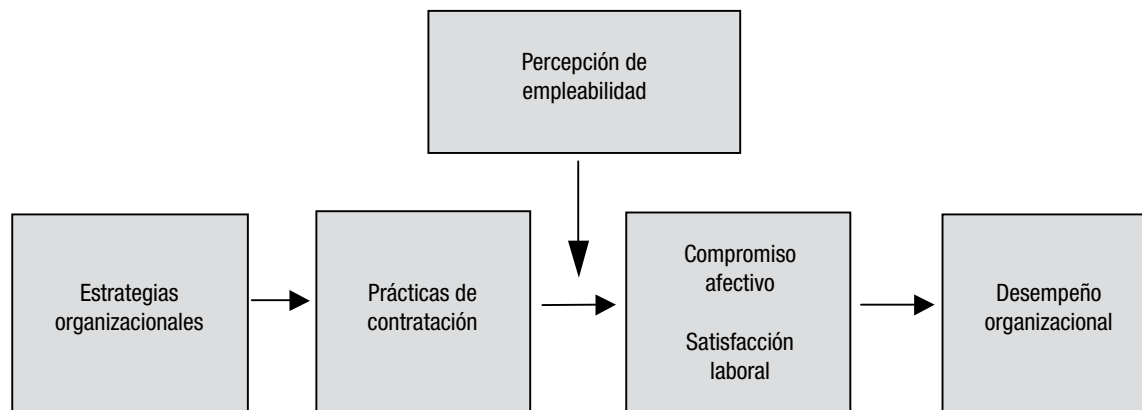 Percepción de
empleabilidad
Estrategias
organizacionales
Prácticas de
contratación
Compromiso
afectivo
Satisfacción
laboral
Desempeño
organizacional